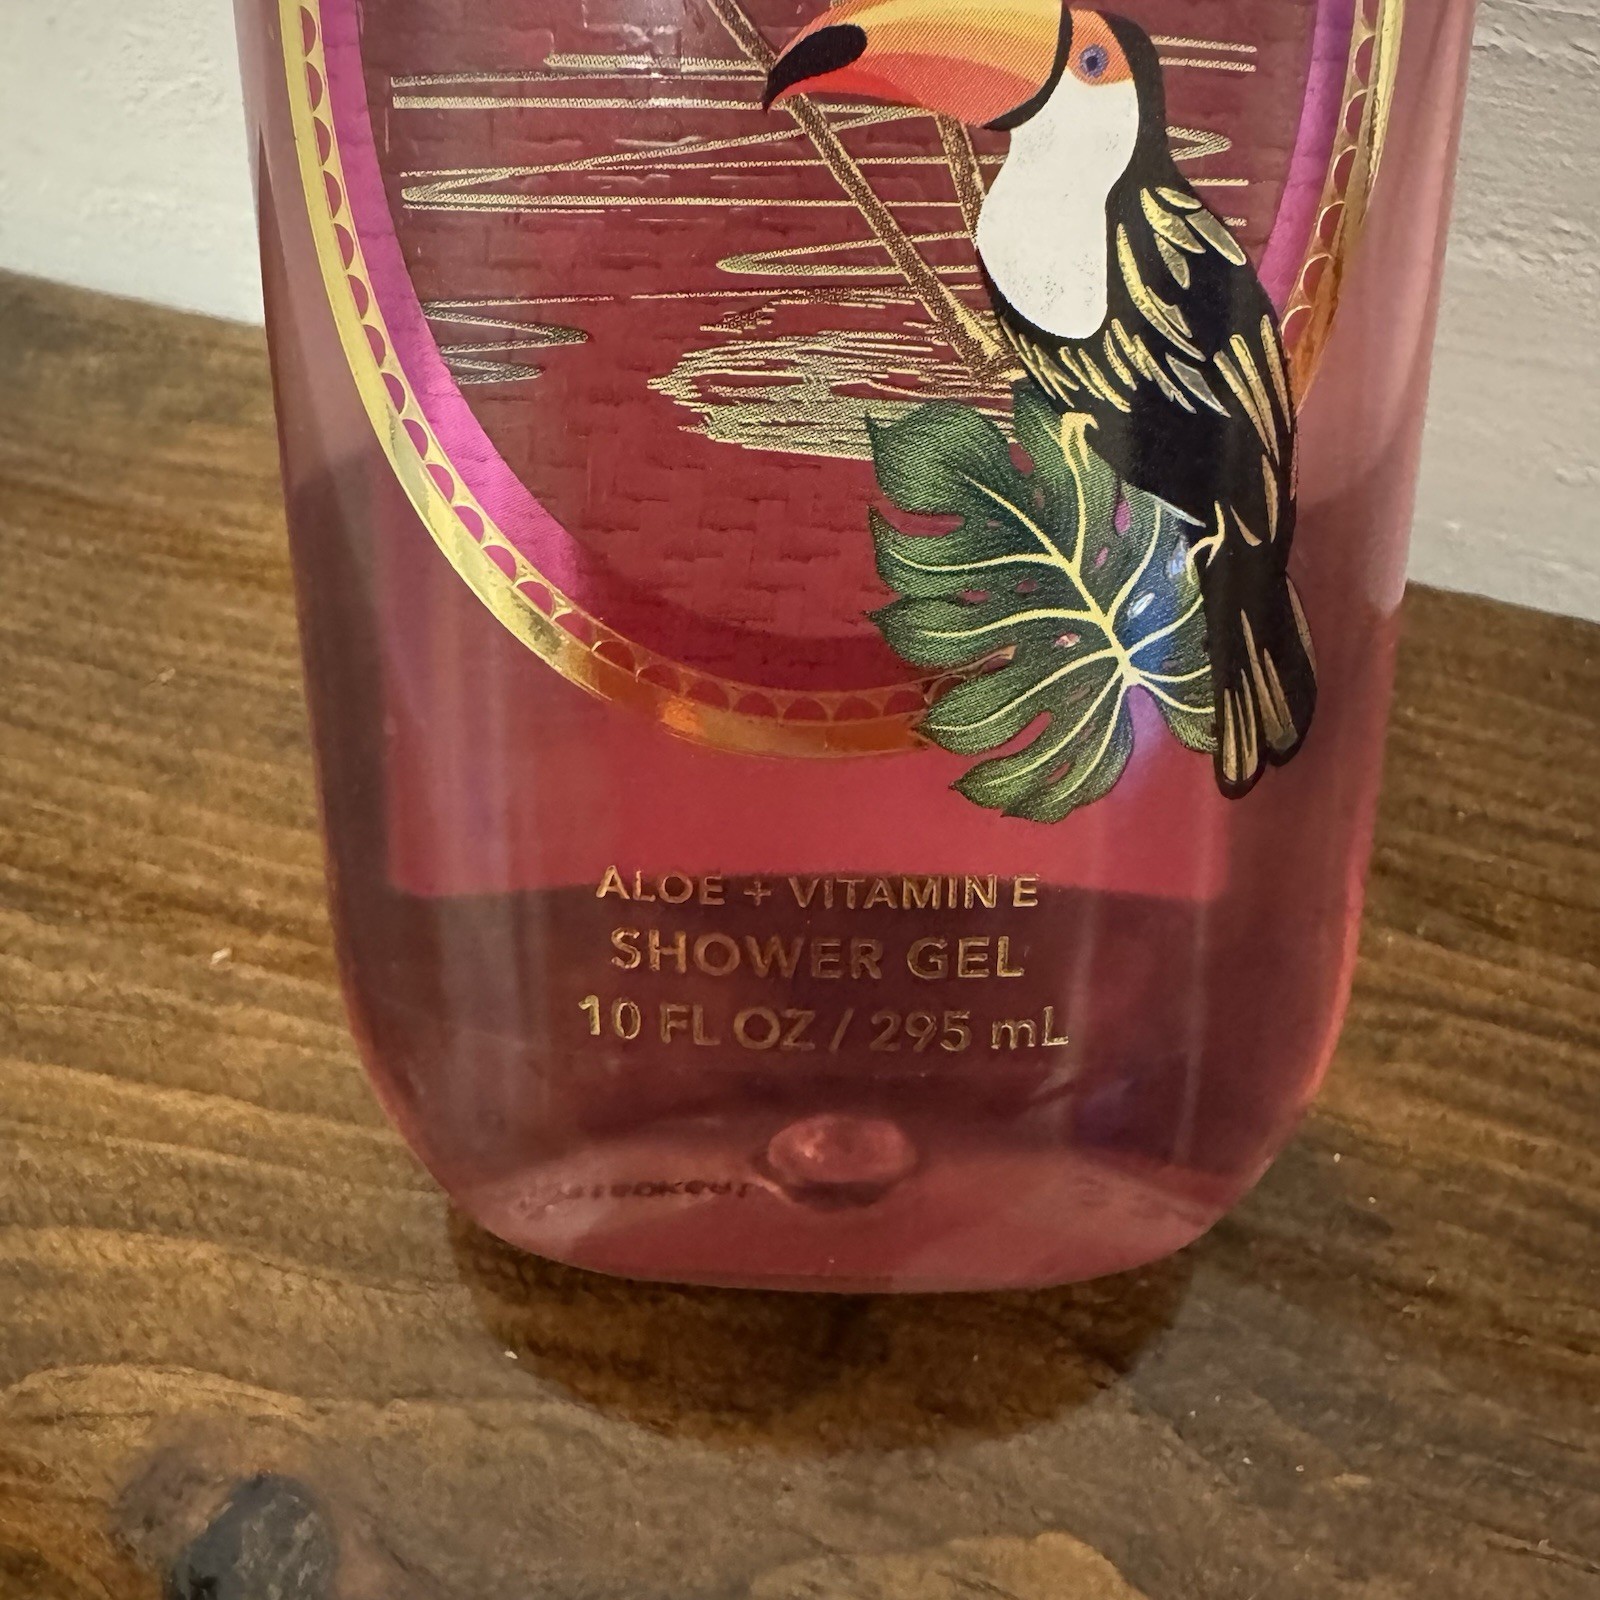 ALOE + VITAMIN E
SHOWER GEL
10 FL OZ / 295 mL